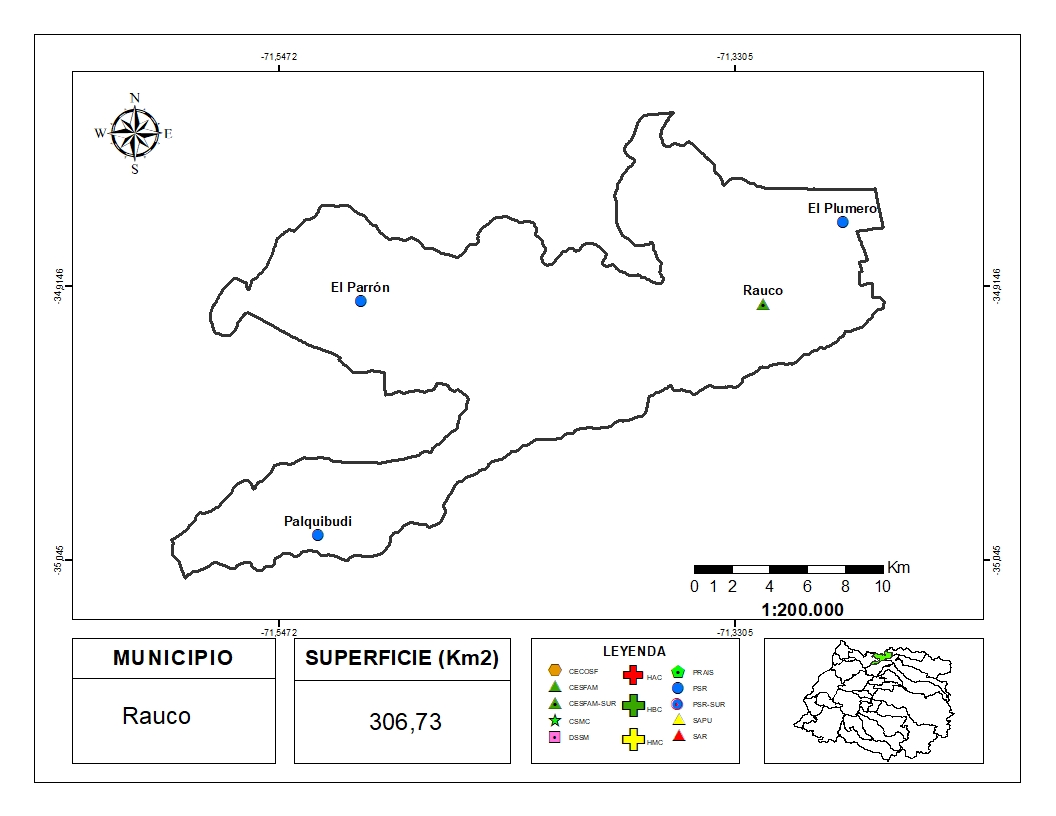 -71,5472 -71,3305
N
W E
S
El Plumero
-34,9146 -34,9146
El Parrón
Rauco
Palquibudi
-35,045 -35,045
Km
0 1 2 4 6 8 10
1:200.000
-71,5472 -71,3305
MUNICIPIO
Rauco
SUPERFICIE (Km2)
306,73
LEYENDA
CECOSF
CESFAM
CESFAM-SUR
CSMC
DSSM
HAC
HBC
HMC
PRAIS
PSR
PSR-SUR
SAPU
SAR